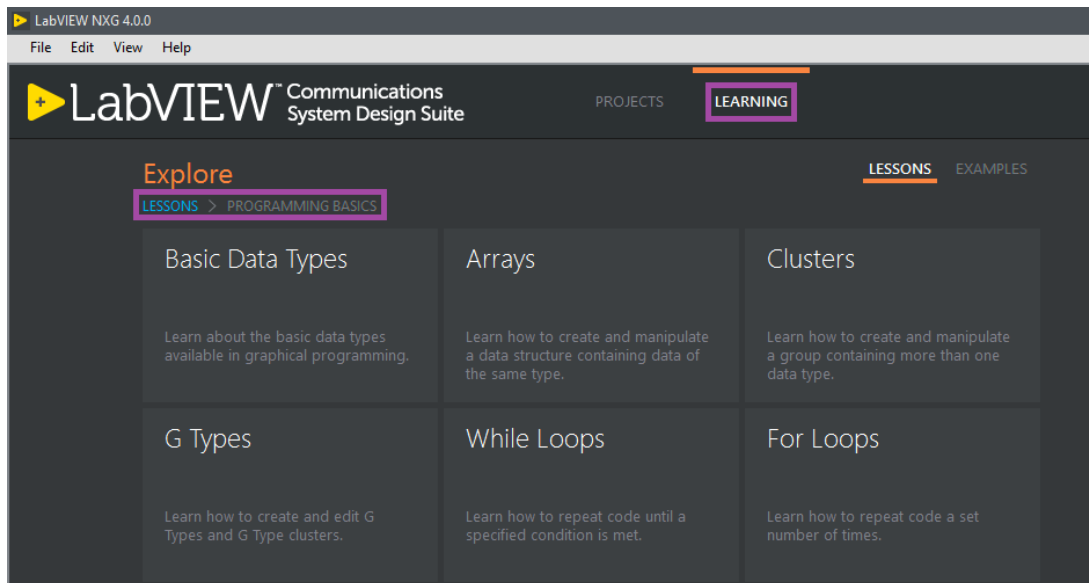 LabVIEW NXG 4.0.0
File Edit View Help
LabVIEW™ Communications
System Design Suite
PROJECTS LEARNING
Explore
LESSONS EXAMPLES
LESSONS > PROGRAMMING BASICS
Basic Data Types
Learn about the basic data types
available in graphical programming.
Arrays
Learn how to create and manipulate
a data structure containing data of
the same type.
Clusters
Learn how to create and manipulate
a group containing more than one
data type.
G Types
Learn how to create and edit G
Types and G Type clusters.
While Loops
Learn how to repeat code until a
specified condition is met.
For Loops
Learn how to repeat code a set
number of times.